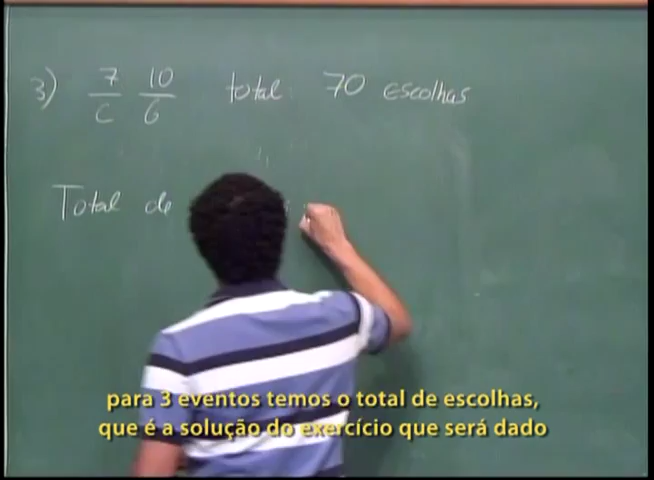 3) 7 10 total: 70 escolhas
C G
Total de
para 3 eventos temos o total de escolhas,
que é a solução do exercício que será dado